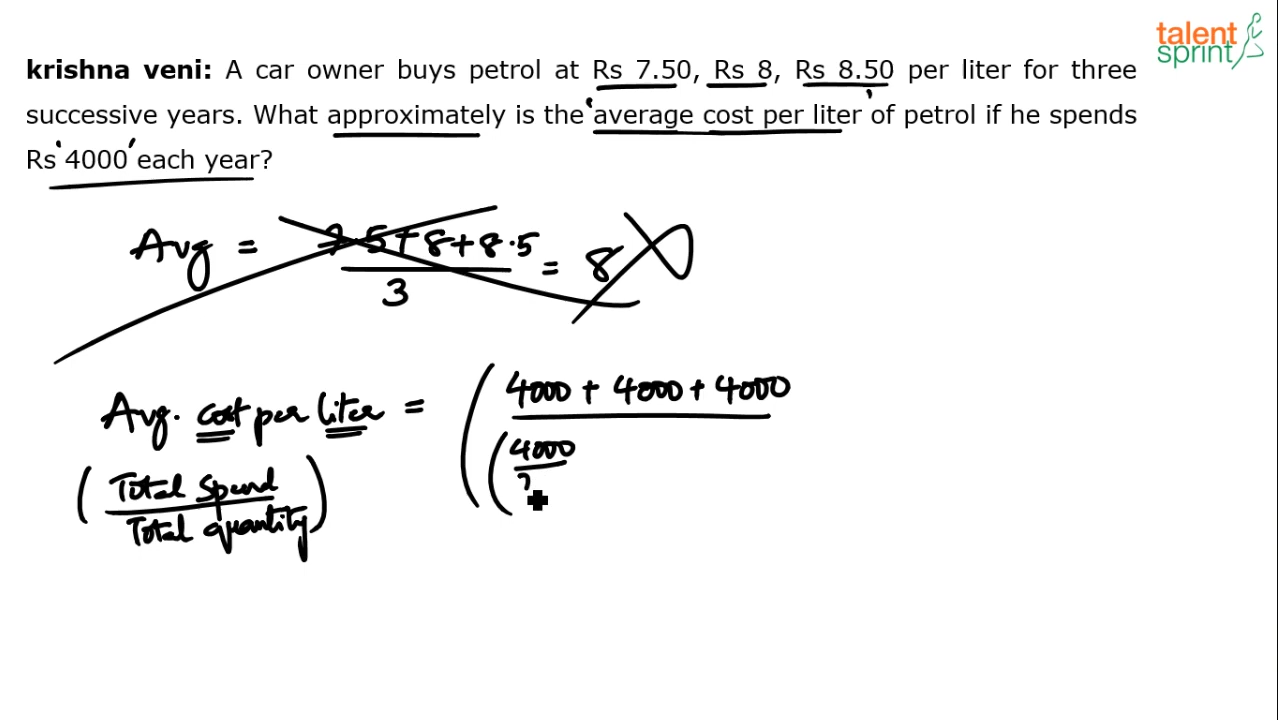 talent
sprint
krishna veni: A car owner buys petrol at Rs 7.50, Rs 8, Rs 8.50 per liter for three
successive years. What approximately is the 'average cost per liter' of petrol if he spends
Rs '4000' each year?
Avg = 7.5+8+8.5 = 8
3
Avg. cost per liter = ( 4000 + 4000 + 4000
( 4000
( Total Spend
Total quantity )